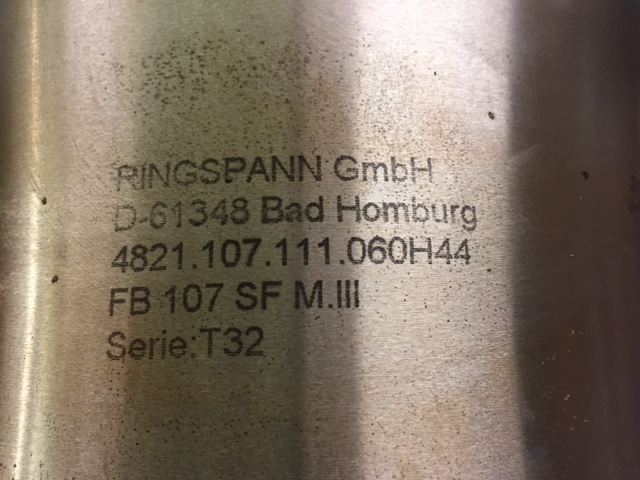 RINGSPANN GmbH
D-61348 Bad Homburg
4821.107.111.060H44
FB 107 SF M.III
Serie:T32